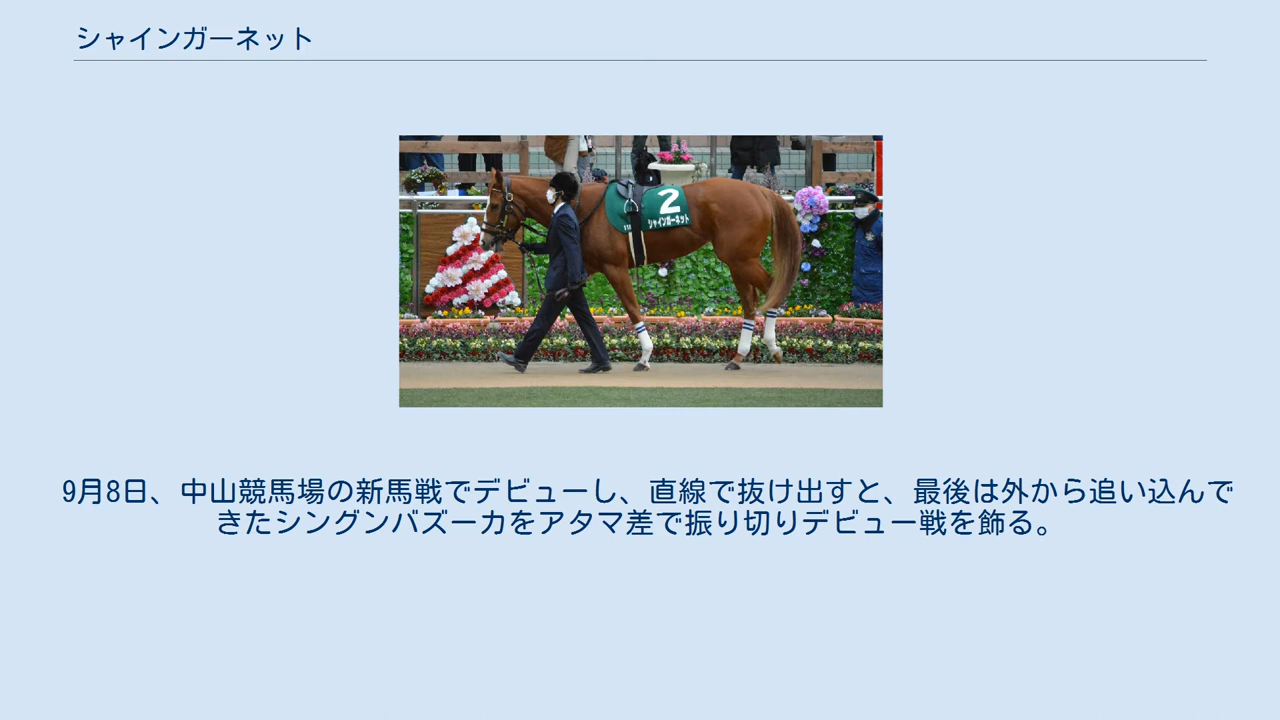 シャインガーネット
2
シャインガーネット
9月8日、中山競馬場の新馬戦でデビューし、直線で抜け出すと、最後は外から追い込んで
きたシングンバズーカをアタマ差で振り切りデビュー戦を飾る。